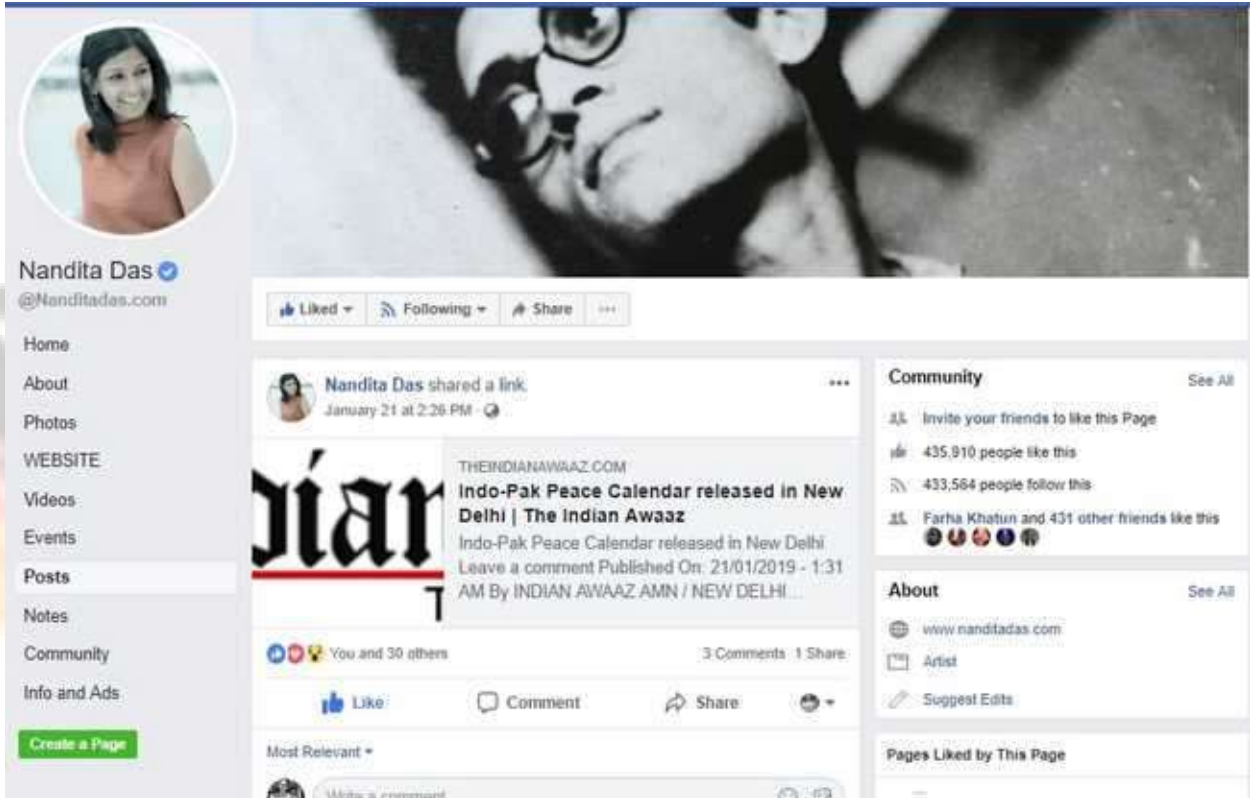 Nandita Das
@Nanditadas.com
Home
About
Photos
WEBSITE
Videos
Events
Posts
Notes
Community
Info and Ads
Create a Page
Liked
Following
Share
Nandita Das shared a link.
January 21 at 2:26 PM
dian
T
THEINDIANAWAAZ.COM
Indo-Pak Peace Calendar released in New
Delhi | The Indian Awaaz
Indo-Pak Peace Calendar released in New Delhi
Leave a comment Published On: 21/01/2019 - 1:31
AM By INDIAN AWAAZ AMN / NEW DELHI...
You and 30 others
3 Comments 1 Share
Like
Comment
Share
Most Relevant
Write a comment
Community
See All
Invite your friends to like this Page
435,910 people like this
433,564 people follow this
Farha Khatun and 431 other friends like this
About
See All
www.nanditadas.com
Artist
Suggest Edits
Pages Liked by This Page